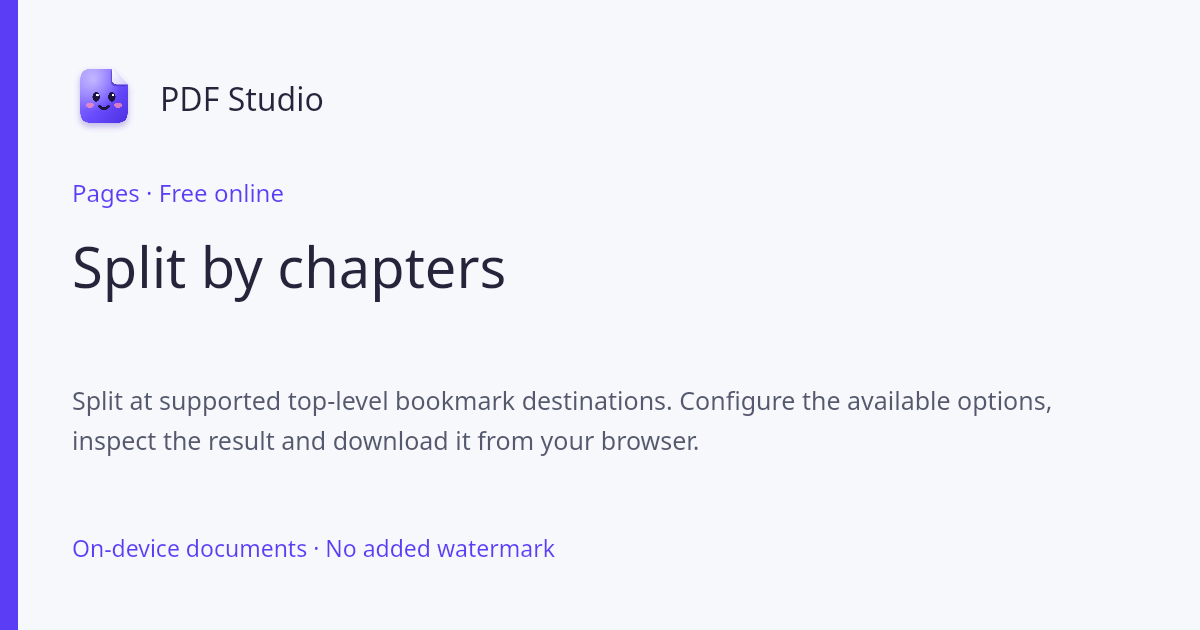 PDF Studio
Pages · Free online
Split by chapters
Split at supported top-level bookmark destinations. Configure the available options,
inspect the result and download it from your browser.
On-device documents · No added watermark